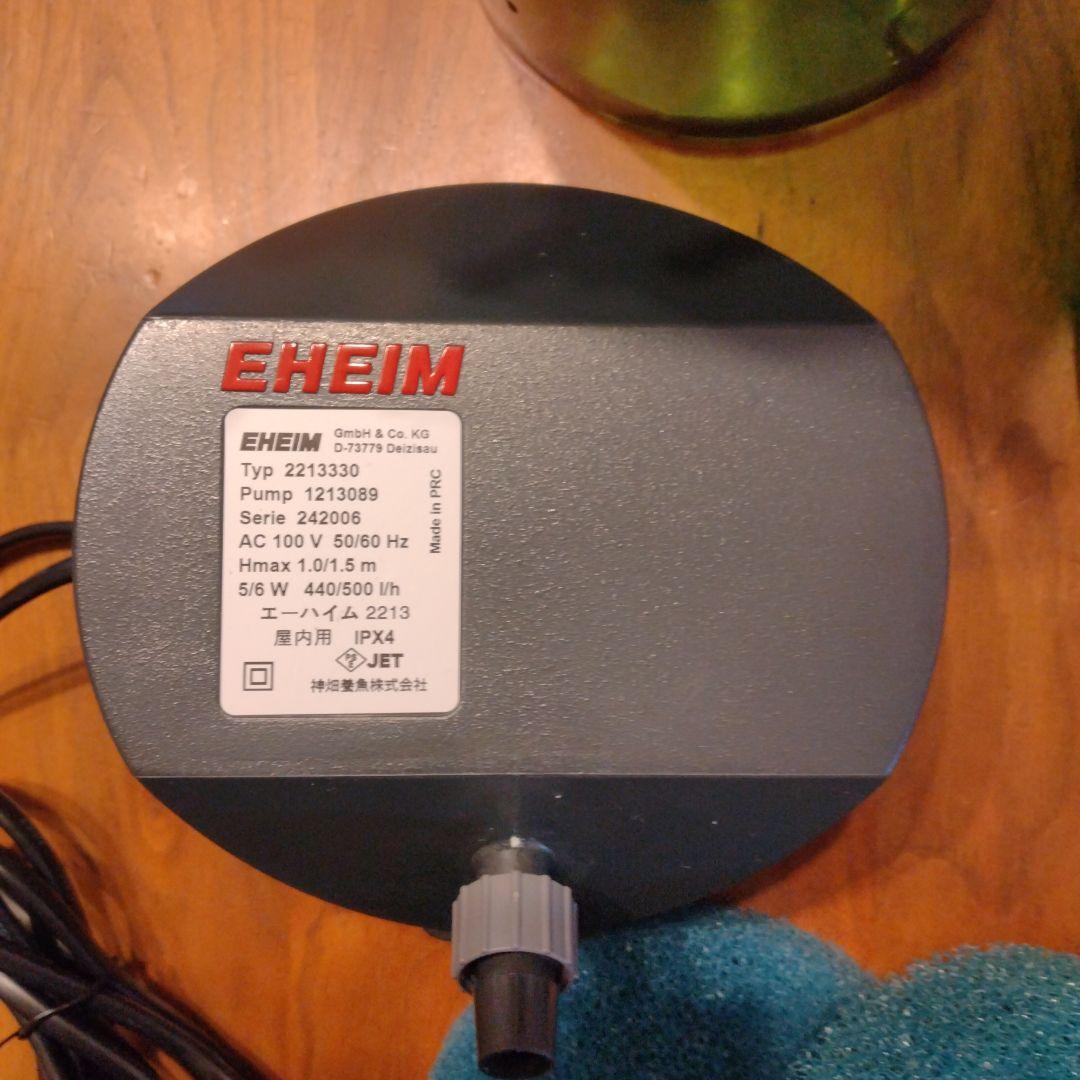 EHEIM
EHEIM GmbH & Co. KG
D-73779 Deizisau
Typ 2213330
Pump 1213089
Serie 242006
AC 100 V 50/60 Hz
Hmax 1.0/1.5 m
5/6 W 440/500 l/h
Made in PRC
エーハイム 2213
屋内用 IPX4
PSE JET
神畑養魚株式会社